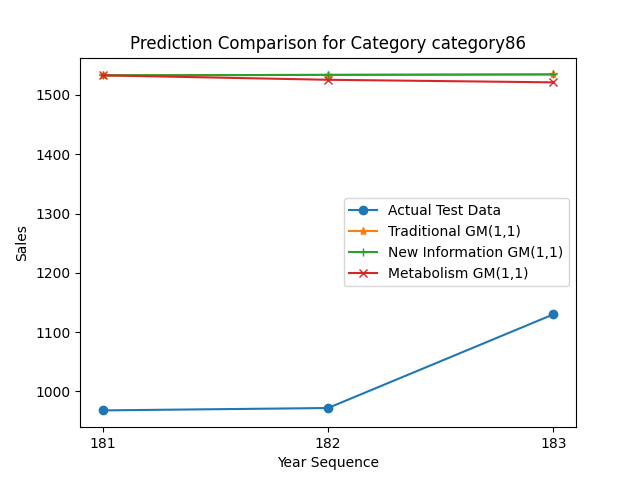 Prediction Comparison for Category category86
Sales
1500
1400
1300
1200
1100
1000
Actual Test Data
Traditional GM(1,1)
New Information GM(1,1)
Metabolism GM(1,1)
181
182
183
Year Sequence